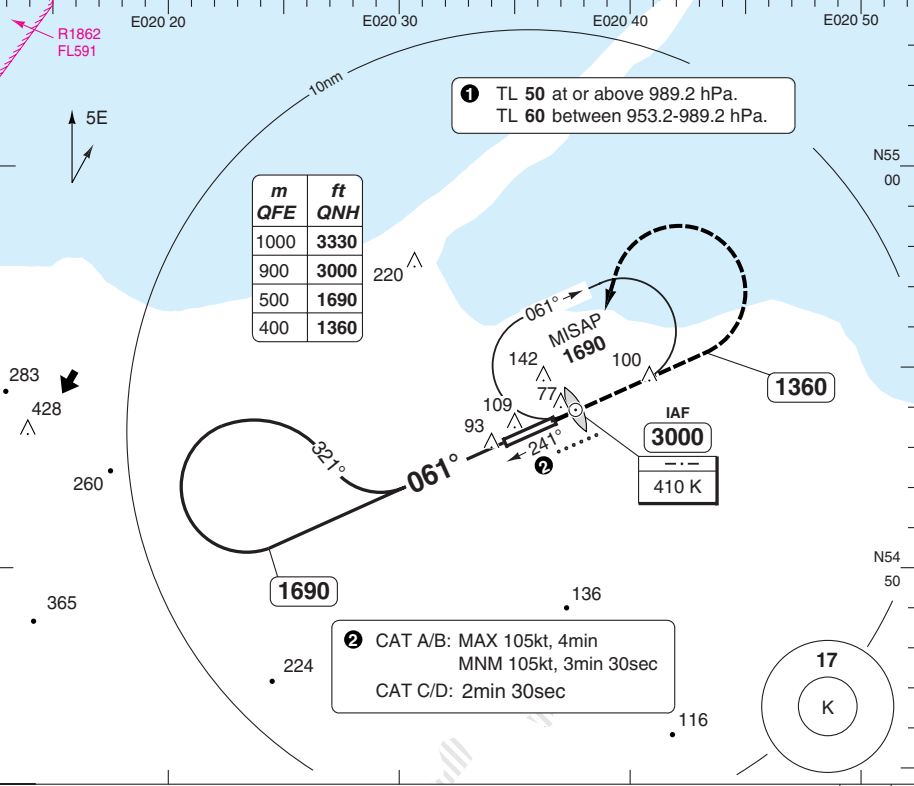 E020 20
E020 30
E020 40
E020 50
R1862
FL591
10nm
❶ TL 50 at or above 989.2 hPa.
TL 60 between 953.2-989.2 hPa.
5E
N55
00
m ft
QFE QNH
1000 3330
900 3000
500 1690
400 1360
220
061°
MISAP
1690
142
100
77
109
93
1360
283
428
IAF
3000
410 K
241°
❷
061°
321°
260
1690
N54
50
365
136
❷ CAT A/B: MAX 105kt, 4min
MNM 105kt, 3min 30sec
CAT C/D: 2min 30sec
224
116
17
K